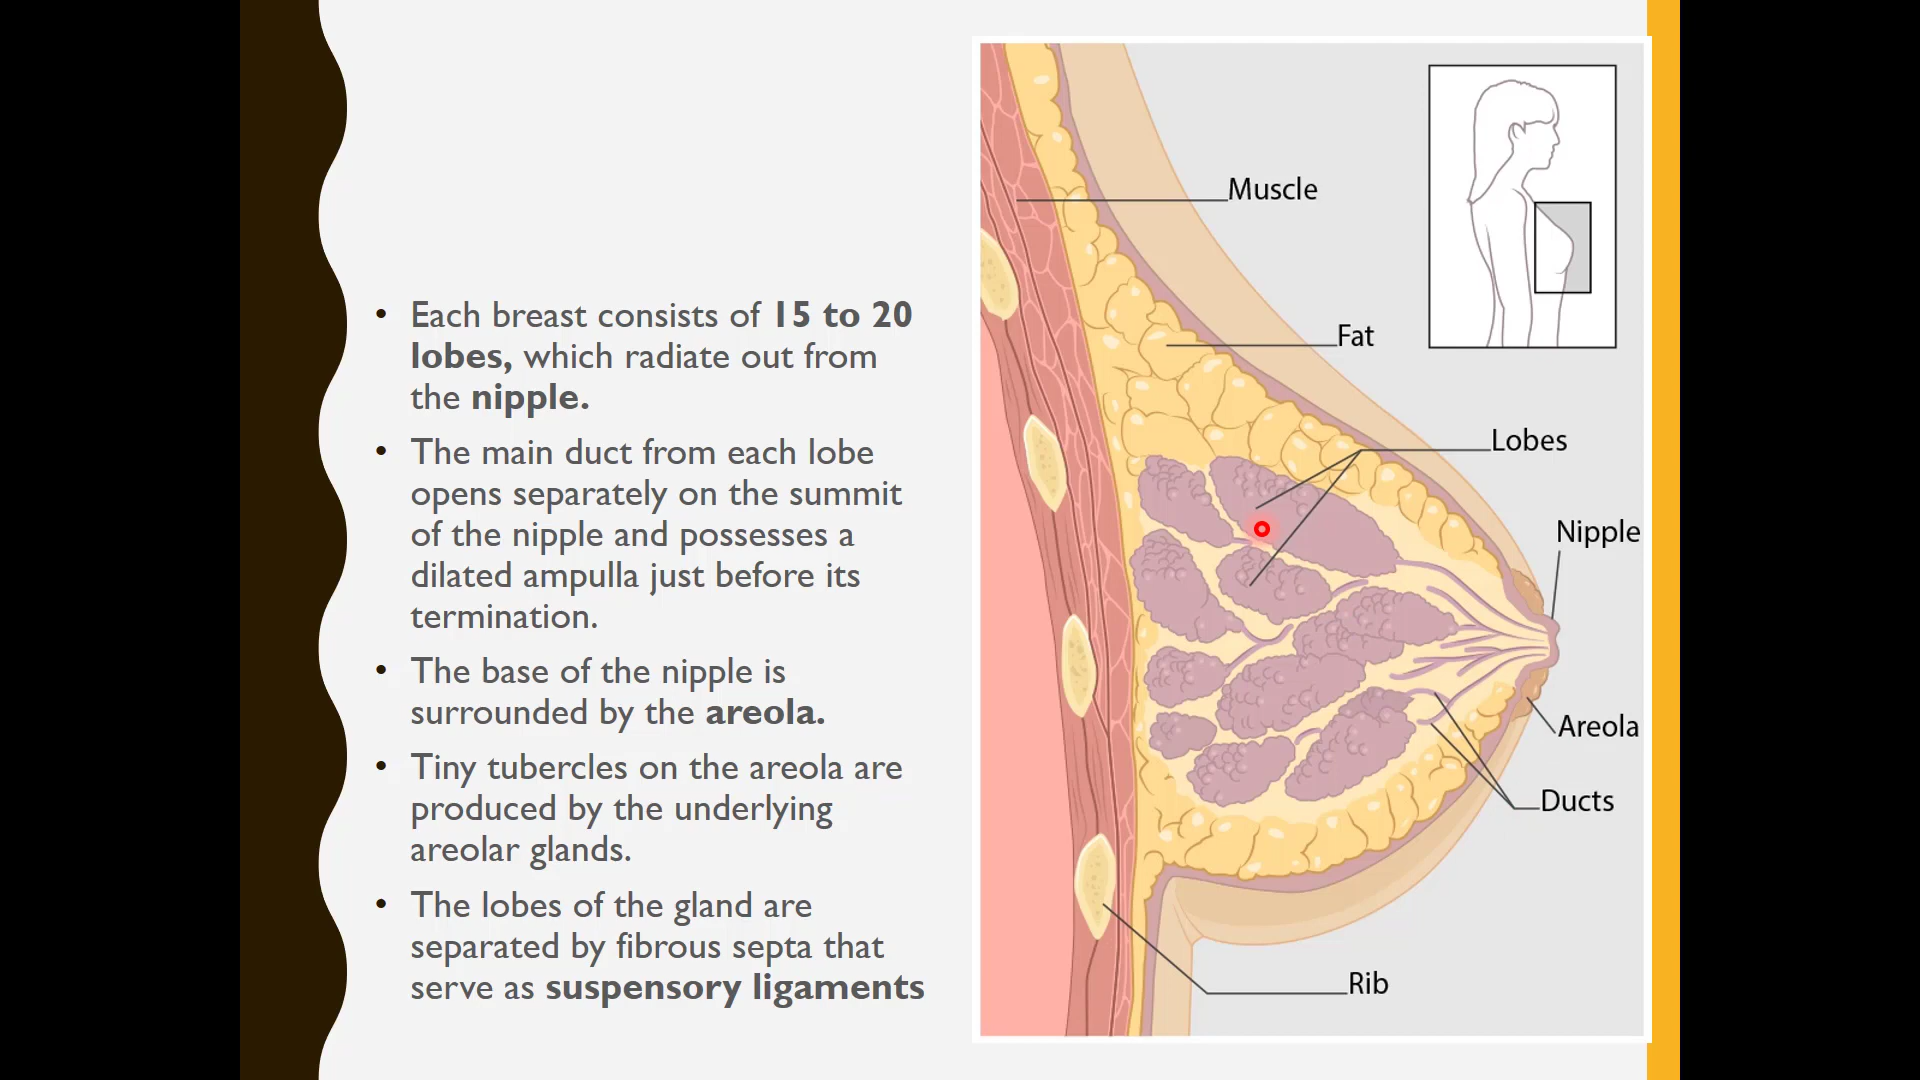 • Each breast consists of 15 to 20
lobes, which radiate out from
the nipple.
• The main duct from each lobe
opens separately on the summit
of the nipple and possesses a
dilated ampulla just before its
termination.
• The base of the nipple is
surrounded by the areola.
• Tiny tubercles on the areola are
produced by the underlying
areolar glands.
• The lobes of the gland are
separated by fibrous septa that
serve as suspensory ligaments
Muscle
Fat
Lobes
Nipple
Areola
Ducts
Rib